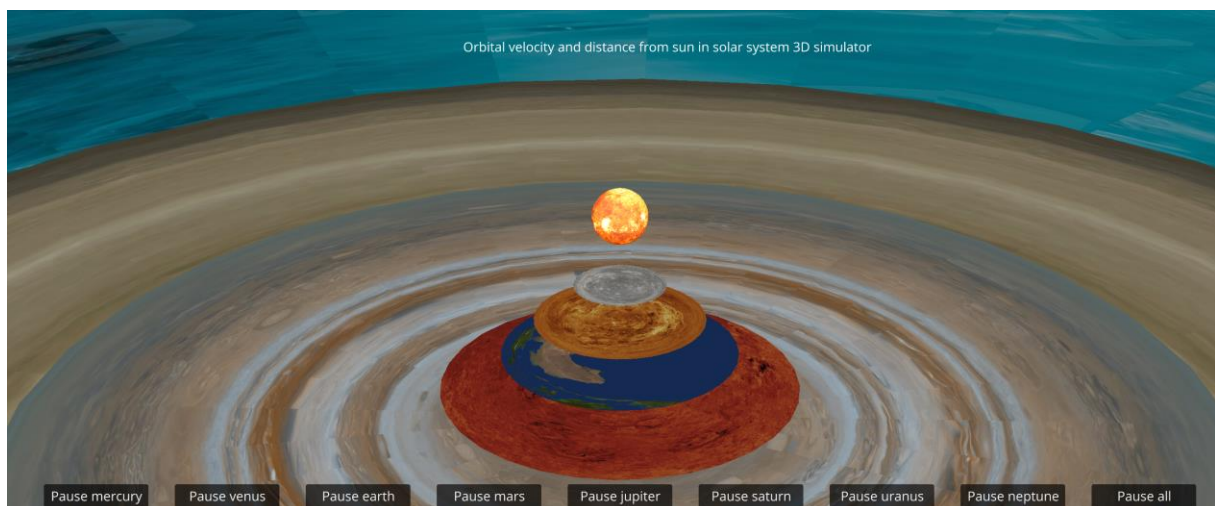 Orbital velocity and distance from sun in solar system 3D simulator
Pause mercury
Pause venus
Pause earth
Pause mars
Pause jupiter
Pause saturn
Pause uranus
Pause neptune
Pause all